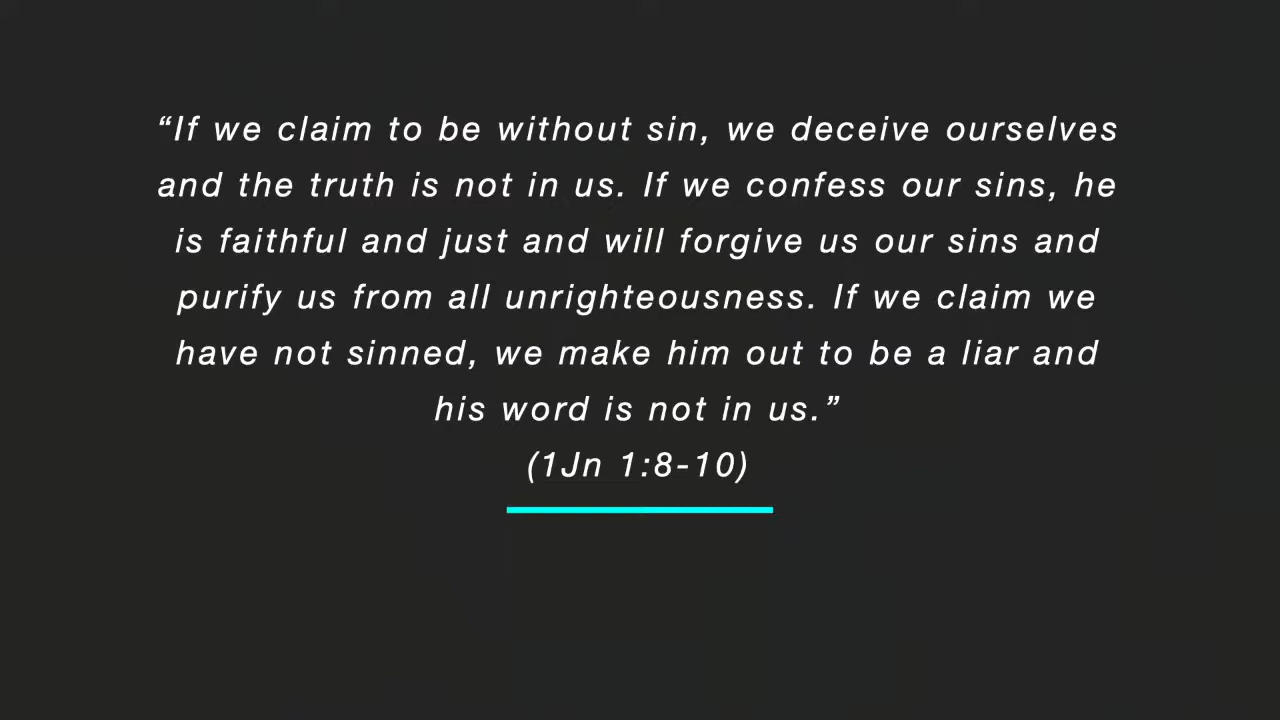 “If we claim to be without sin, we deceive ourselves
and the truth is not in us. If we confess our sins, he
is faithful and just and will forgive us our sins and
purify us from all unrighteousness. If we claim we
have not sinned, we make him out to be a liar and
his word is not in us.”
(1Jn 1:8-10)